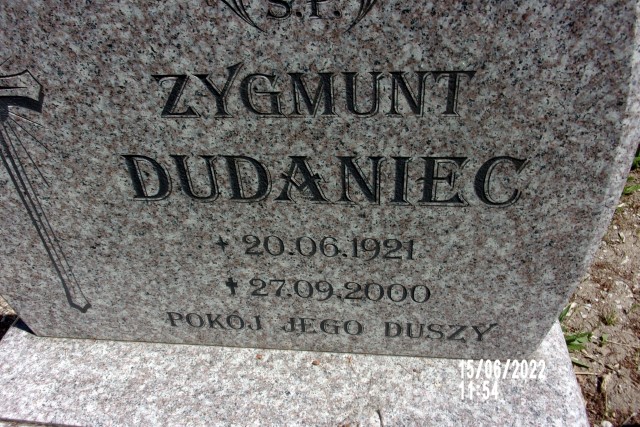 Ś.P.
ZYGMUNT
DUDANIEC
* 20.06.1921
✝ 27.09.2000
POKÓJ JEGO DUSZY
15/06/2022
11:54